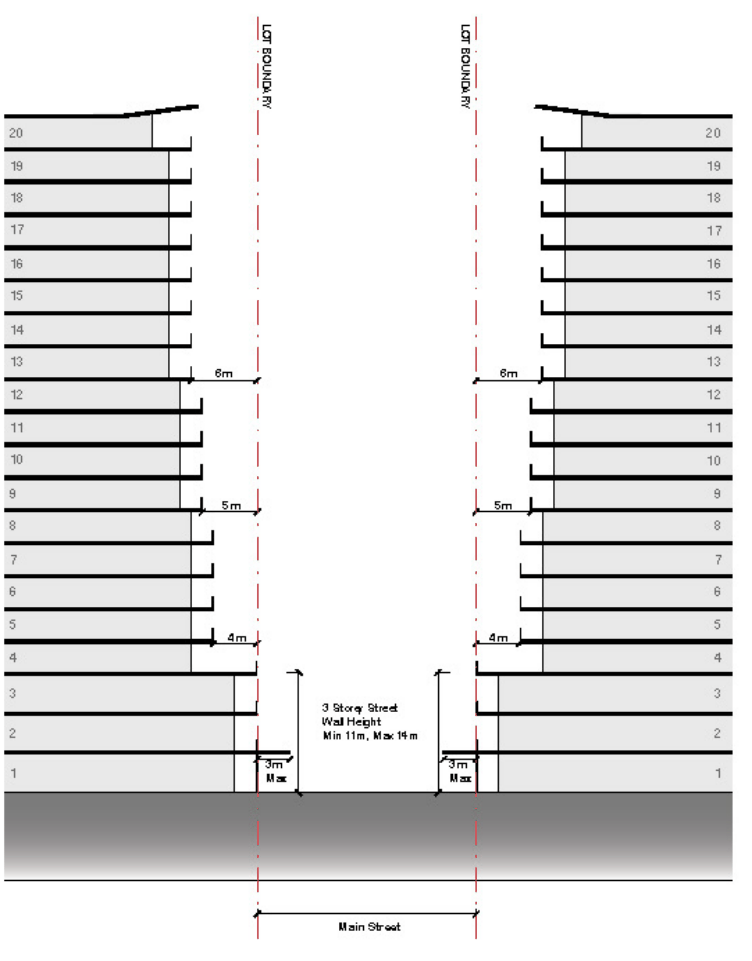 LOT BOUNDARY
LOT BOUNDARY
20 20
19 19
18 18
17 17
16 16
15 15
14 14
13 13
6m 6m
12 12
11 11
10 10
9 9
5m 5m
8 8
7 7
6 6
5 5
4m 4m
4 4
3 3
3 Storey Street
Wall Height
Min 11m, Max 14m
2 2
3m 3m
Max Max
1 1
Main Street